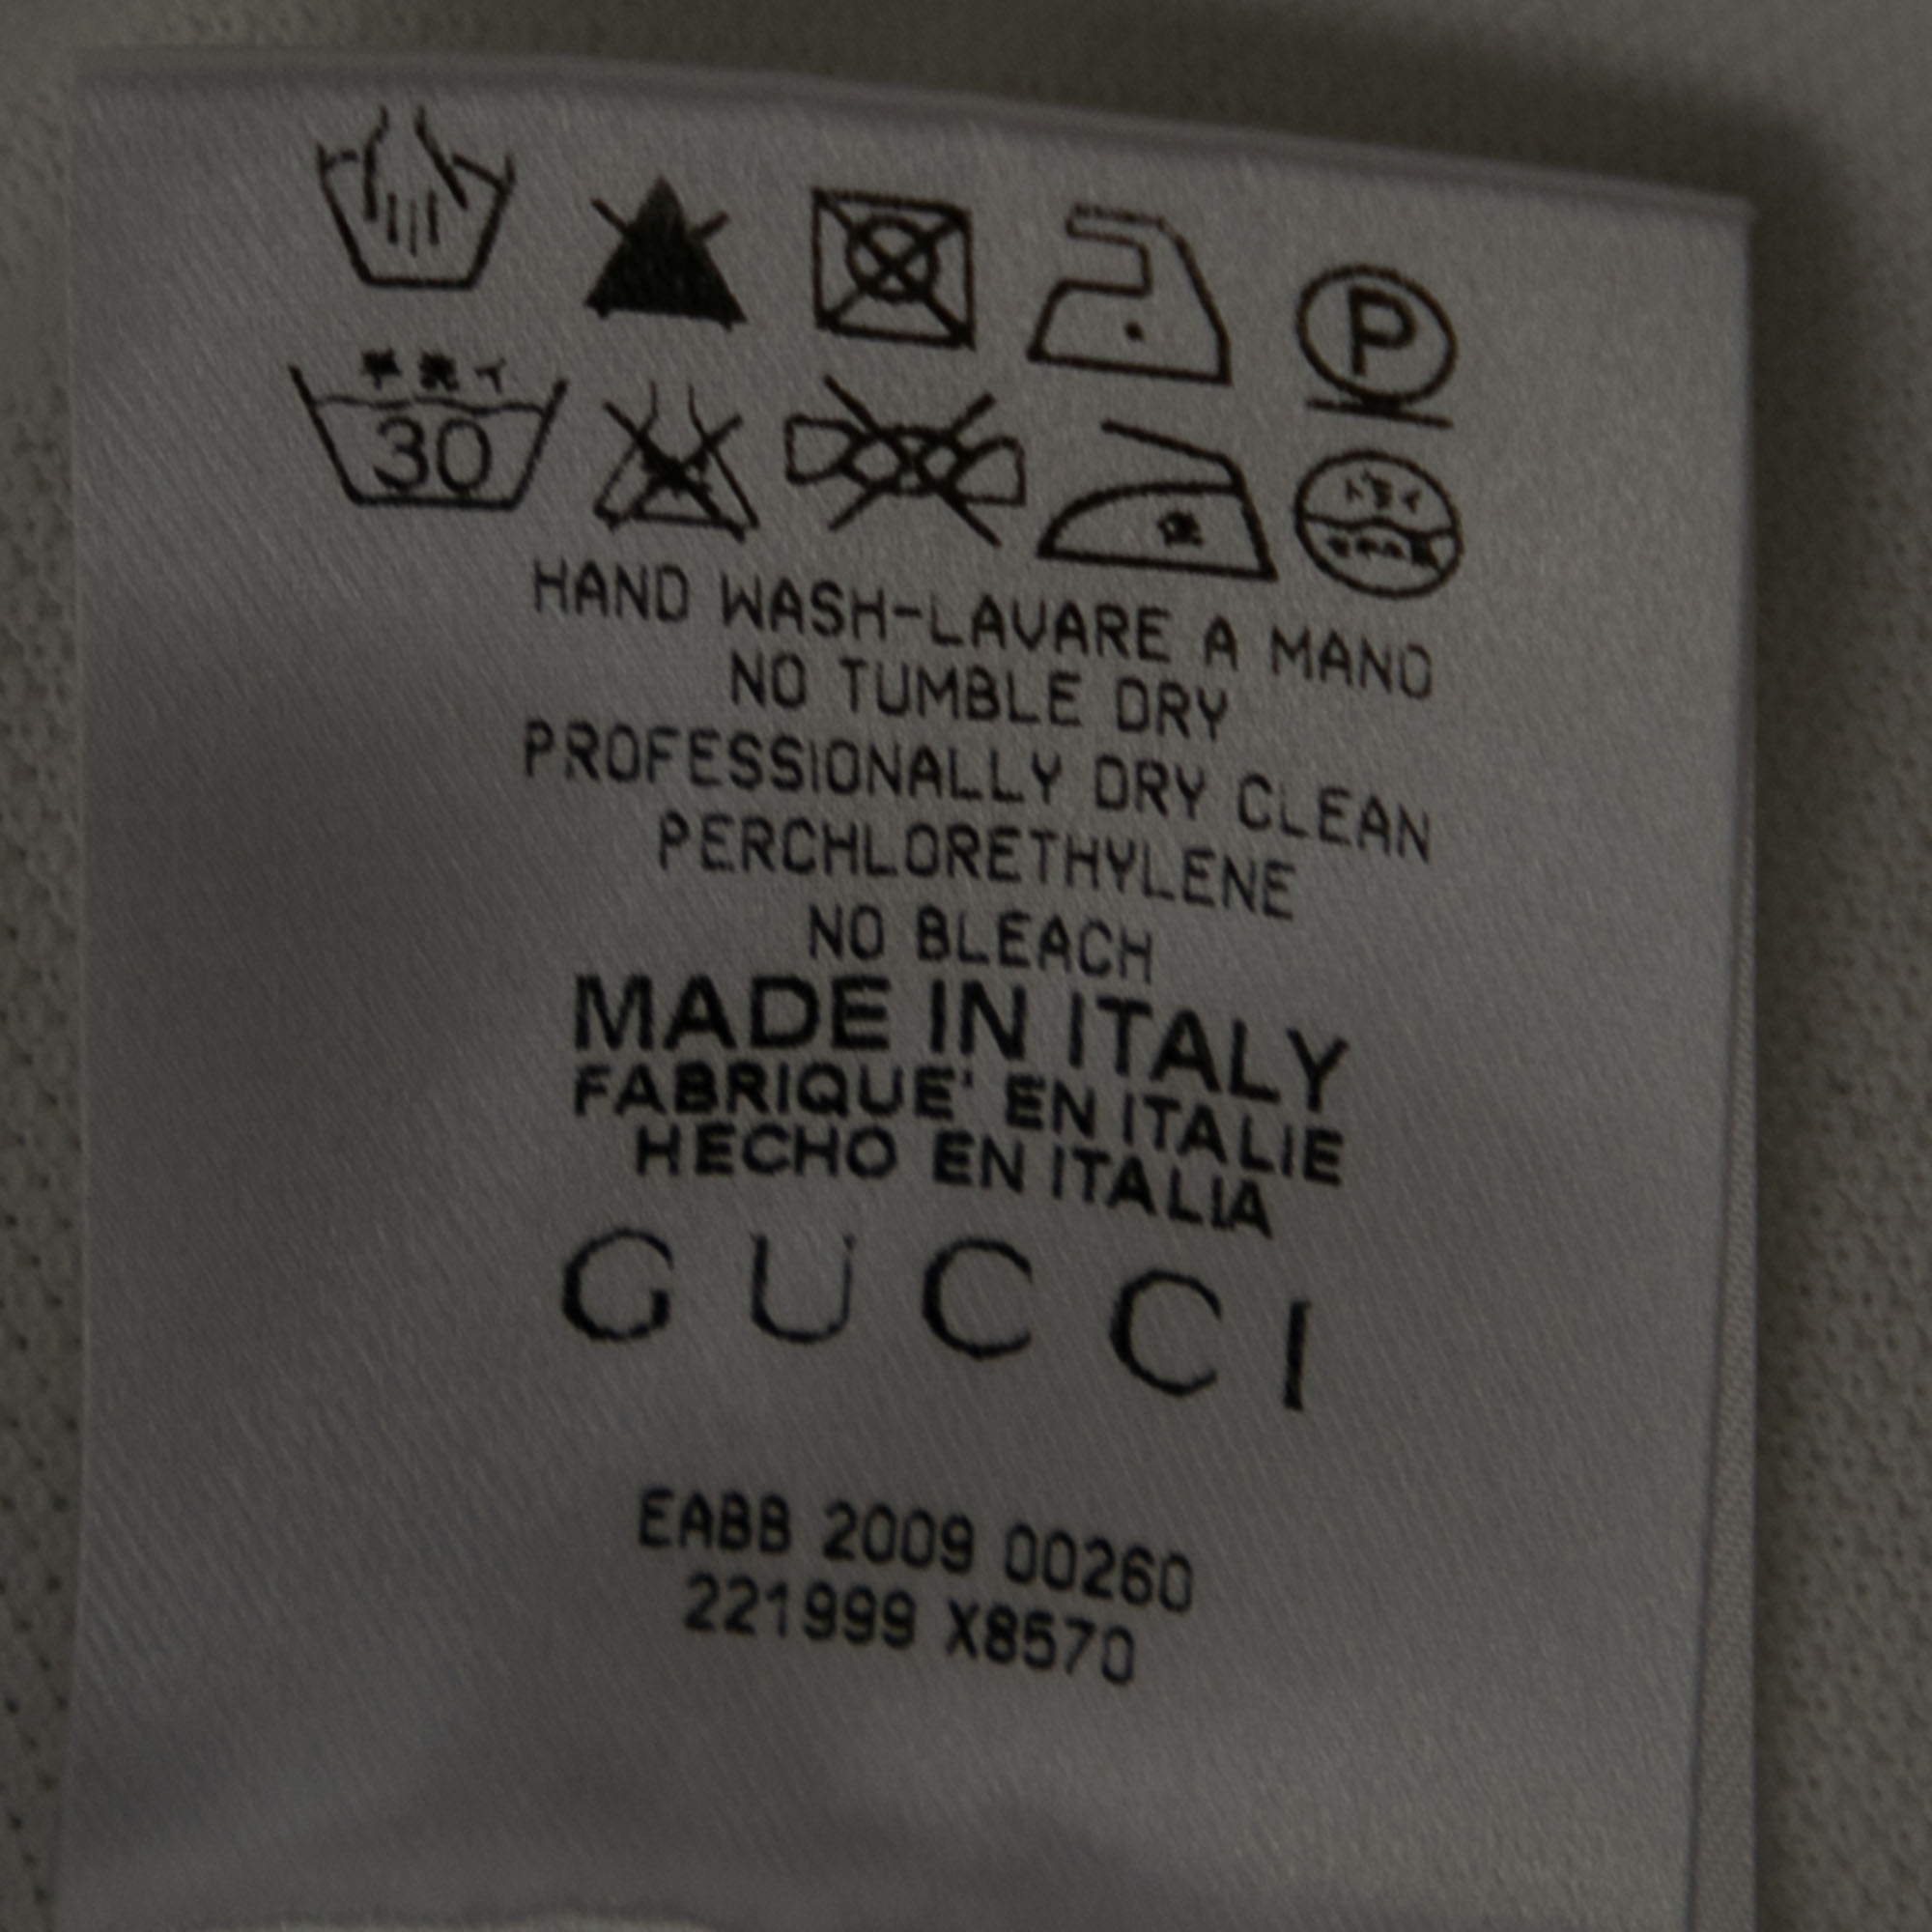 P
30
HAND WASH-LAVARE A MANO
NO TUMBLE DRY
PROFESSIONALLY DRY CLEAN
PERCHLORETHYLENE
NO BLEACH
MADE IN ITALY
FABRIQUE' EN ITALIE
HECHO EN ITALIA
GUCCI
EABB 2009 00260
221999 X8570